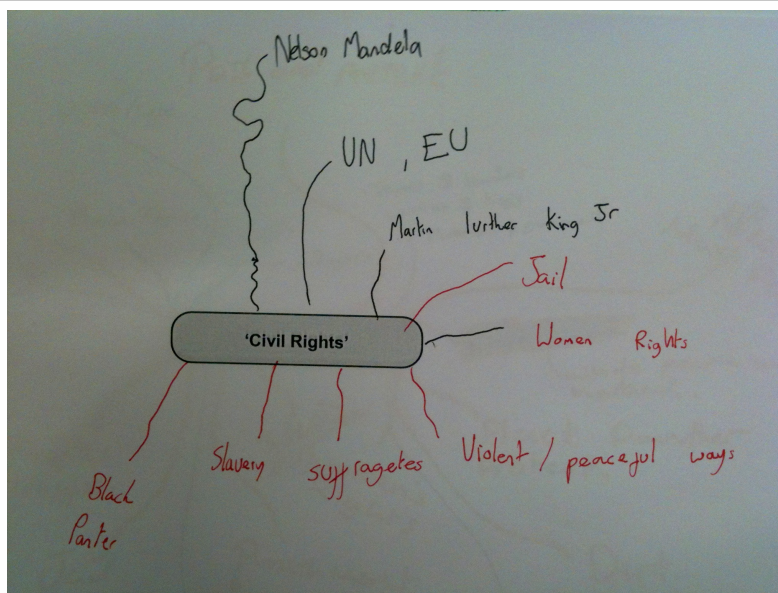 Nelson Mandela
UN , EU
Martin lurther King Jr
Jail
'Civil Rights'
Women Rights
Violent / peaceful ways
Slavery
suffragetes
Black
Panter